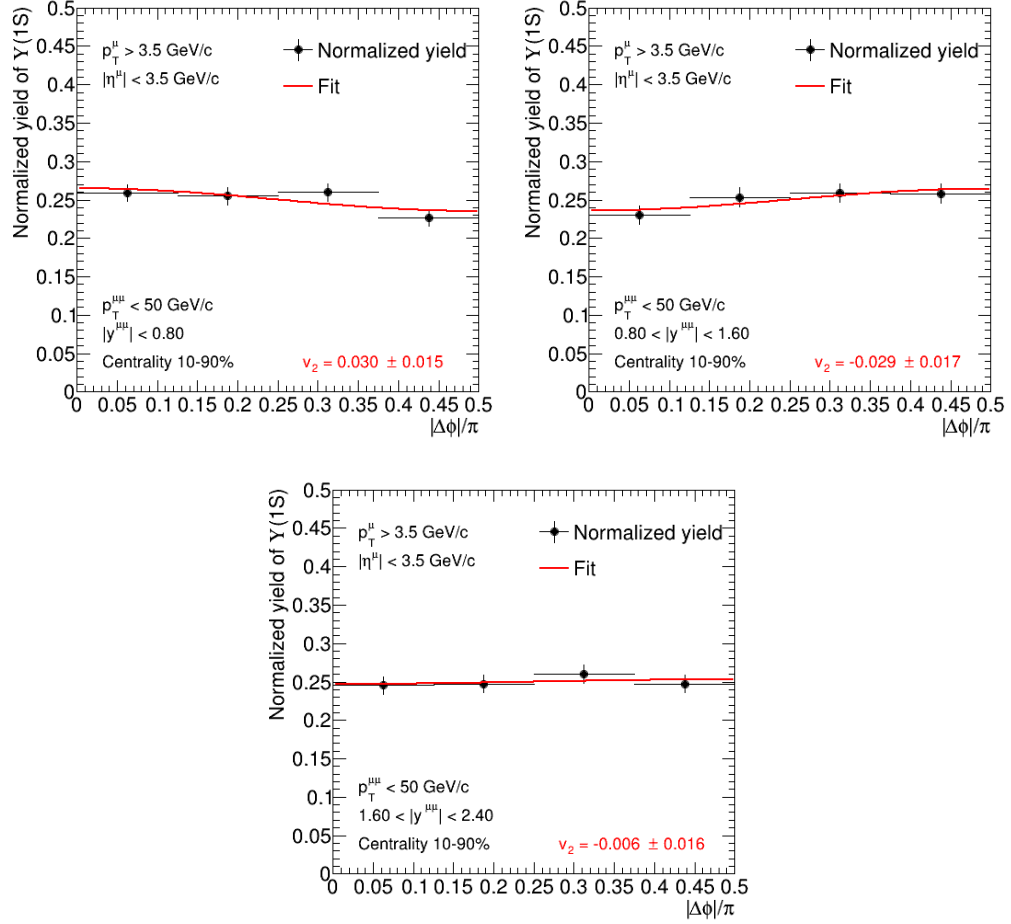 Normalized yield of ϒ(1S)
0.5
0.45
0.4
0.35
0.3
0.25
0.2
0.15
0.1
0.05
0
p_T^μ > 3.5 GeV/c
|η^μ| < 3.5 GeV/c
Normalized yield
Fit
p_T^μμ < 50 GeV/c
|y^μμ| < 0.80
Centrality 10-90%
v_2 = 0.030 ± 0.015
0 0.05 0.1 0.15 0.2 0.25 0.3 0.35 0.4 0.45 0.5
|Δϕ|/π
Normalized yield of ϒ(1S)
0.5
0.45
0.4
0.35
0.3
0.25
0.2
0.15
0.1
0.05
0
p_T^μ > 3.5 GeV/c
|η^μ| < 3.5 GeV/c
Normalized yield
Fit
p_T^μμ < 50 GeV/c
0.80 < |y^μμ| < 1.60
Centrality 10-90%
v_2 = -0.029 ± 0.017
0 0.05 0.1 0.15 0.2 0.25 0.3 0.35 0.4 0.45 0.5
|Δϕ|/π
Normalized yield of ϒ(1S)
0.5
0.45
0.4
0.35
0.3
0.25
0.2
0.15
0.1
0.05
0
p_T^μ > 3.5 GeV/c
|η^μ| < 3.5 GeV/c
Normalized yield
Fit
p_T^μμ < 50 GeV/c
1.60 < |y^μμ| < 2.40
Centrality 10-90%
v_2 = -0.006 ± 0.016
0 0.05 0.1 0.15 0.2 0.25 0.3 0.35 0.4 0.45 0.5
|Δϕ|/π